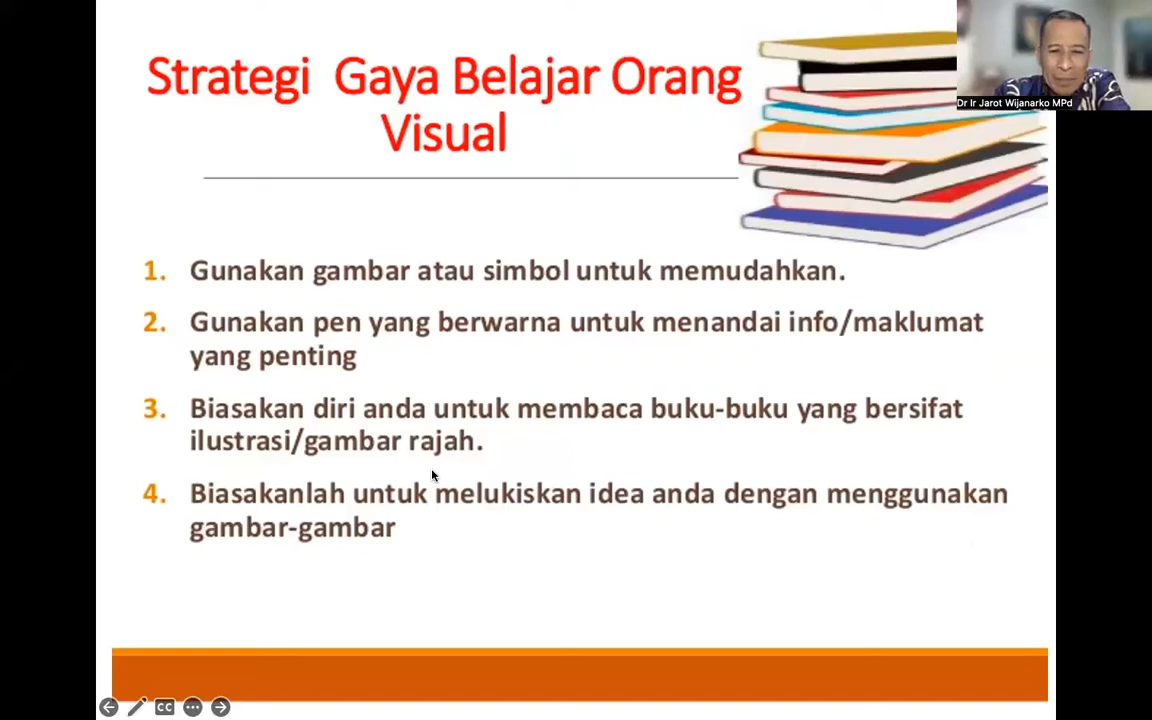 Strategi Gaya Belajar Orang
Visual
Dr Ir Jarot Wijanarko MPd
1. Gunakan gambar atau simbol untuk memudahkan.
2. Gunakan pen yang berwarna untuk menandai info/maklumat
yang penting
3. Biasakan diri anda untuk membaca buku-buku yang bersifat
ilustrasi/gambar rajah.
4. Biasakanlah untuk melukiskan idea anda dengan menggunakan
gambar-gambar
CC